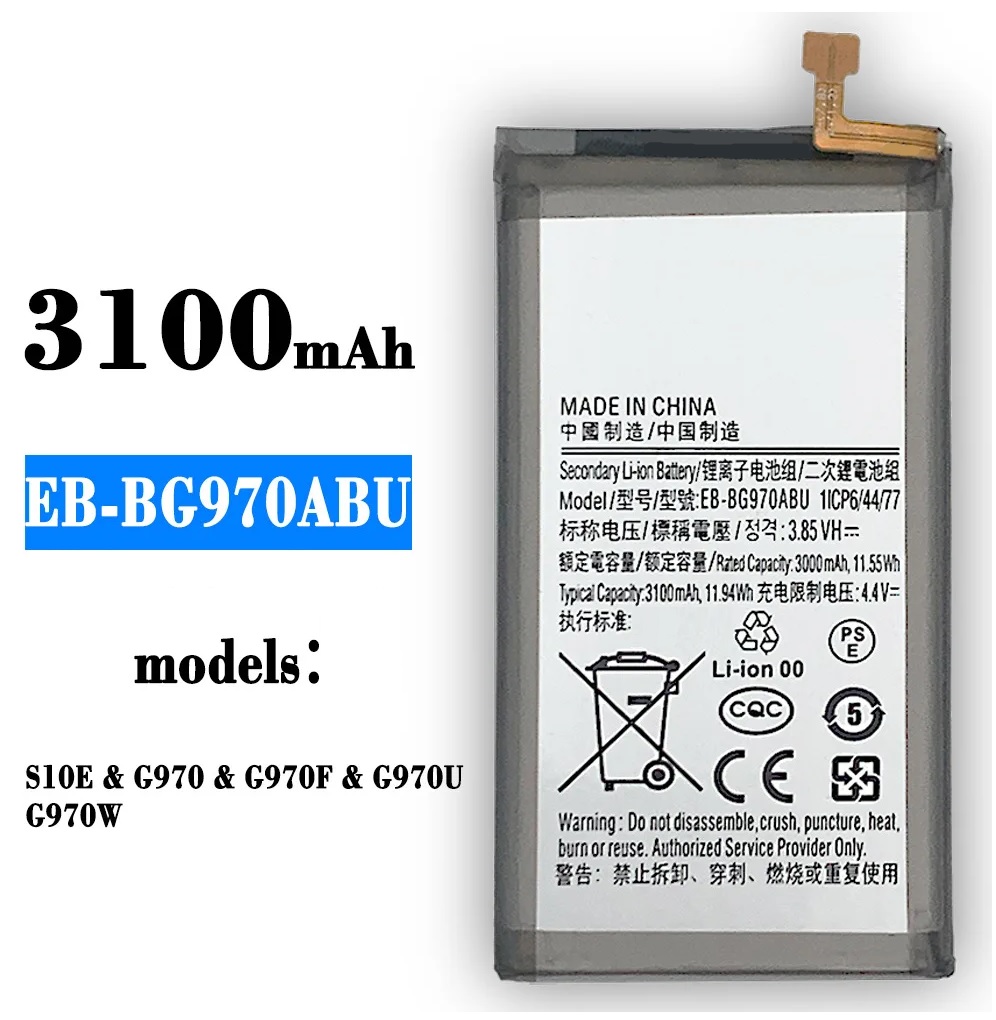 3100mAh
EB-BG970ABU
models:
S10E & G970 & G970F & G970U
G970W
MADE IN CHINA
中國制造/中国制造
Secondary Li-ion Battery/锂离子电池组/二次鋰電池組
Model/型号/型號:EB-BG970ABU 1ICP6/44/77
标称电压/標稱電壓/정격:3.85VH⎓
額定電容量/额定容量/Rated Capacity:3000mAh, 11.55Wh
Typical Capacity:3100mAh, 11.94Wh 充电限制电压:4.4V⎓
执行标准:
PS
E
Li-ion 00
CQC
5
CE
Warning: Do not disassemble,crush, puncture, heat,
burn or reuse. Authorized Service Provider Only.
警告: 禁止拆卸、穿刺、燃烧或重复使用